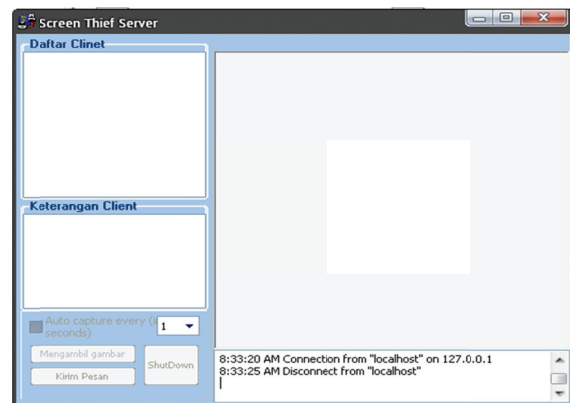 Screen Thief Server
Daftar Clinet
Keterangan Client
Auto capture every (i
seconds)
1
Mengambil gambar
Kirim Pesan
ShutDown
8:33:20 AM Connection from "localhost" on 127.0.0.1
8:33:25 AM Disconnect from "localhost"